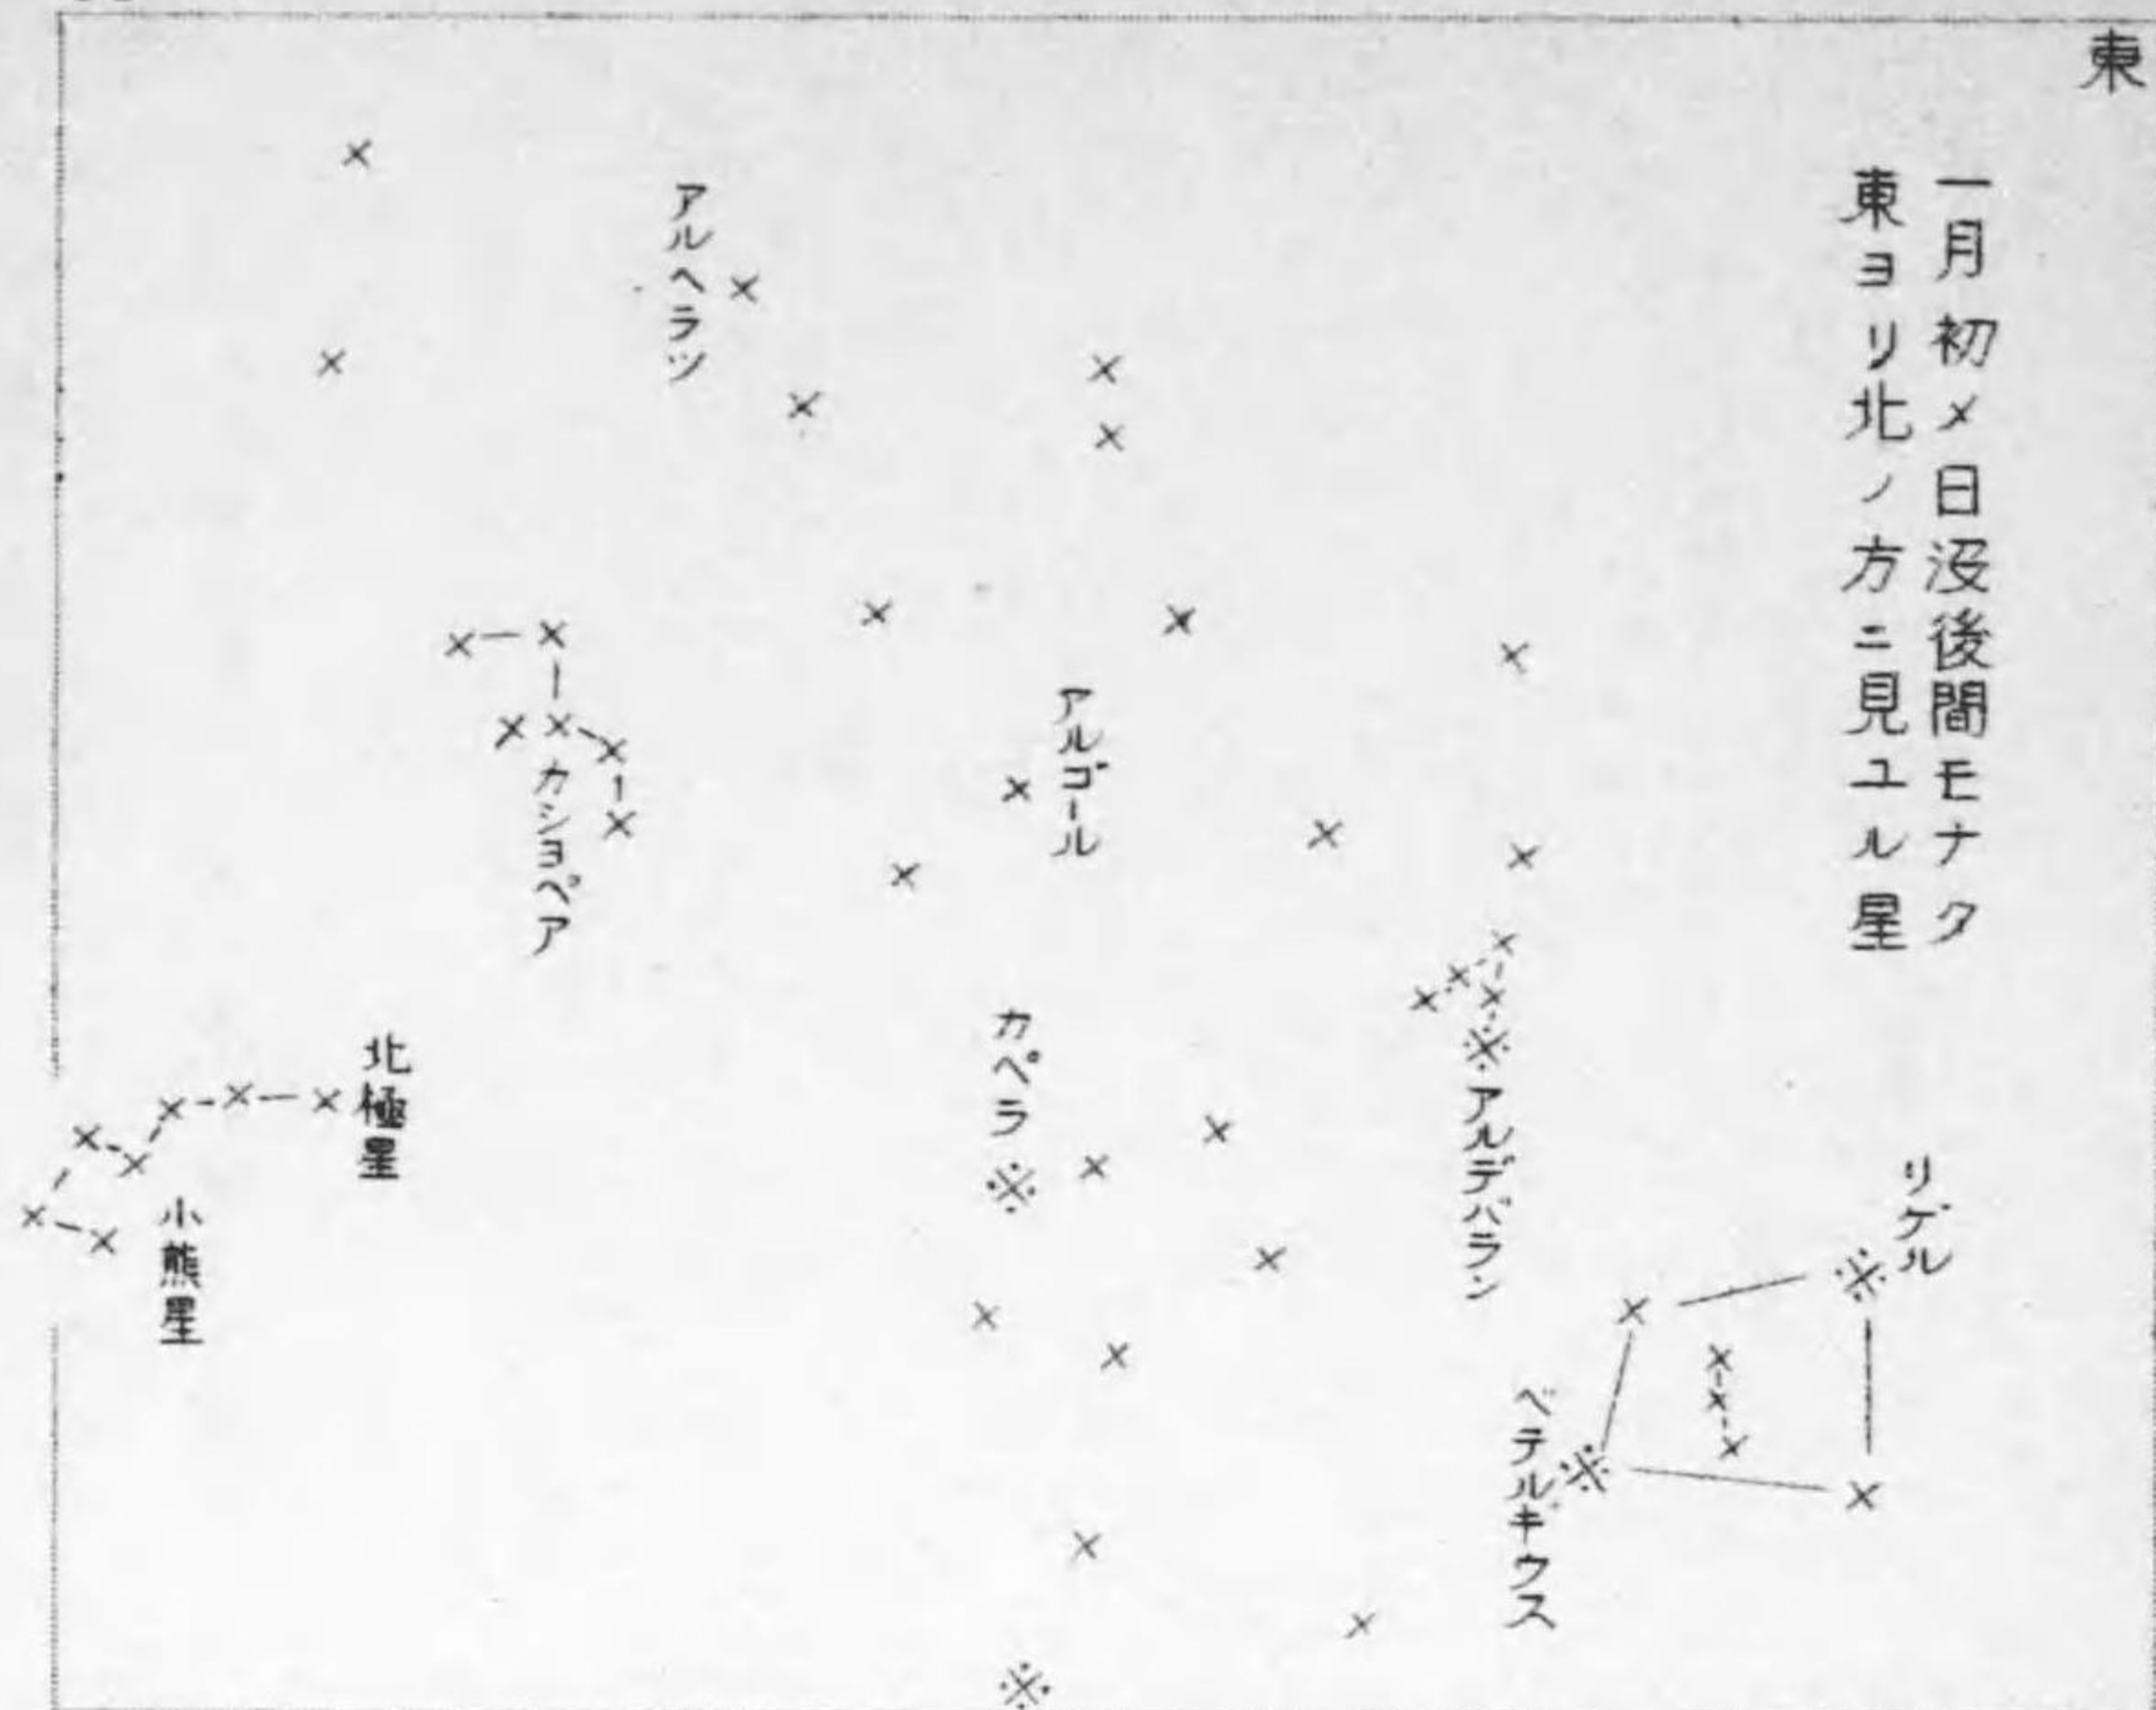 東
一月初メ日没後間モナク
東ヨリ北ノ方ニ見ユル星
アルヘラツ
アルゴール
カショペア
カペラ
アルデバラン
北極星
小熊星
リゲル
ベテルギウス